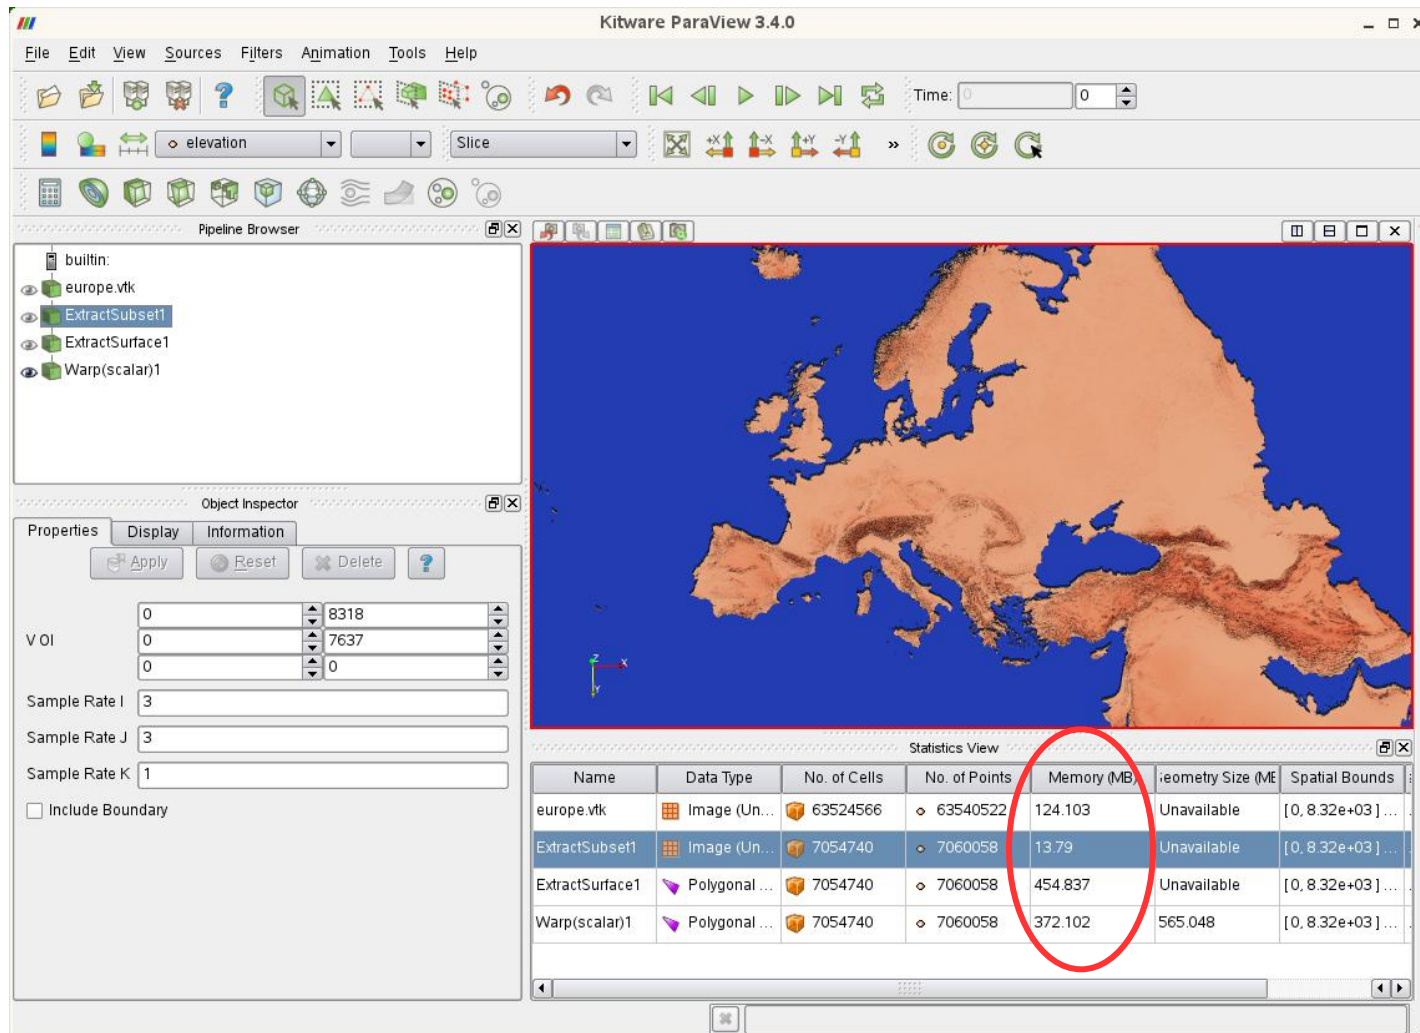 Kitware ParaView 3.4.0
File Edit View Sources Filters Animation Tools Help
? Time: 0 0
elevation Slice +X -X +Y -Y »
Pipeline Browser
builtin:
europe.vtk
ExtractSubset1
ExtractSurface1
Warp(scalar)1
Z X
Y
Object Inspector
Properties Display Information
Apply Reset Delete ?
0 8318
V OI 0 7637
0 0
Sample Rate I 3
Sample Rate J 3
Sample Rate K 1
Include Boundary
Statistics View
Name Data Type No. of Cells No. of Points Memory (MB) eometry Size (ME Spatial Bounds
europe.vtk Image (Un... 63524566 63540522 124.103 Unavailable [ 0, 8.32e+03 ] ...
ExtractSubset1 Image (Un... 7054740 7060058 13.79 Unavailable [ 0, 8.32e+03 ] ...
ExtractSurface1 Polygonal ... 7054740 7060058 454.837 Unavailable [ 0, 8.32e+03 ] ...
Warp(scalar)1 Polygonal ... 7054740 7060058 372.102 565.048 [ 0, 8.32e+03 ] ...